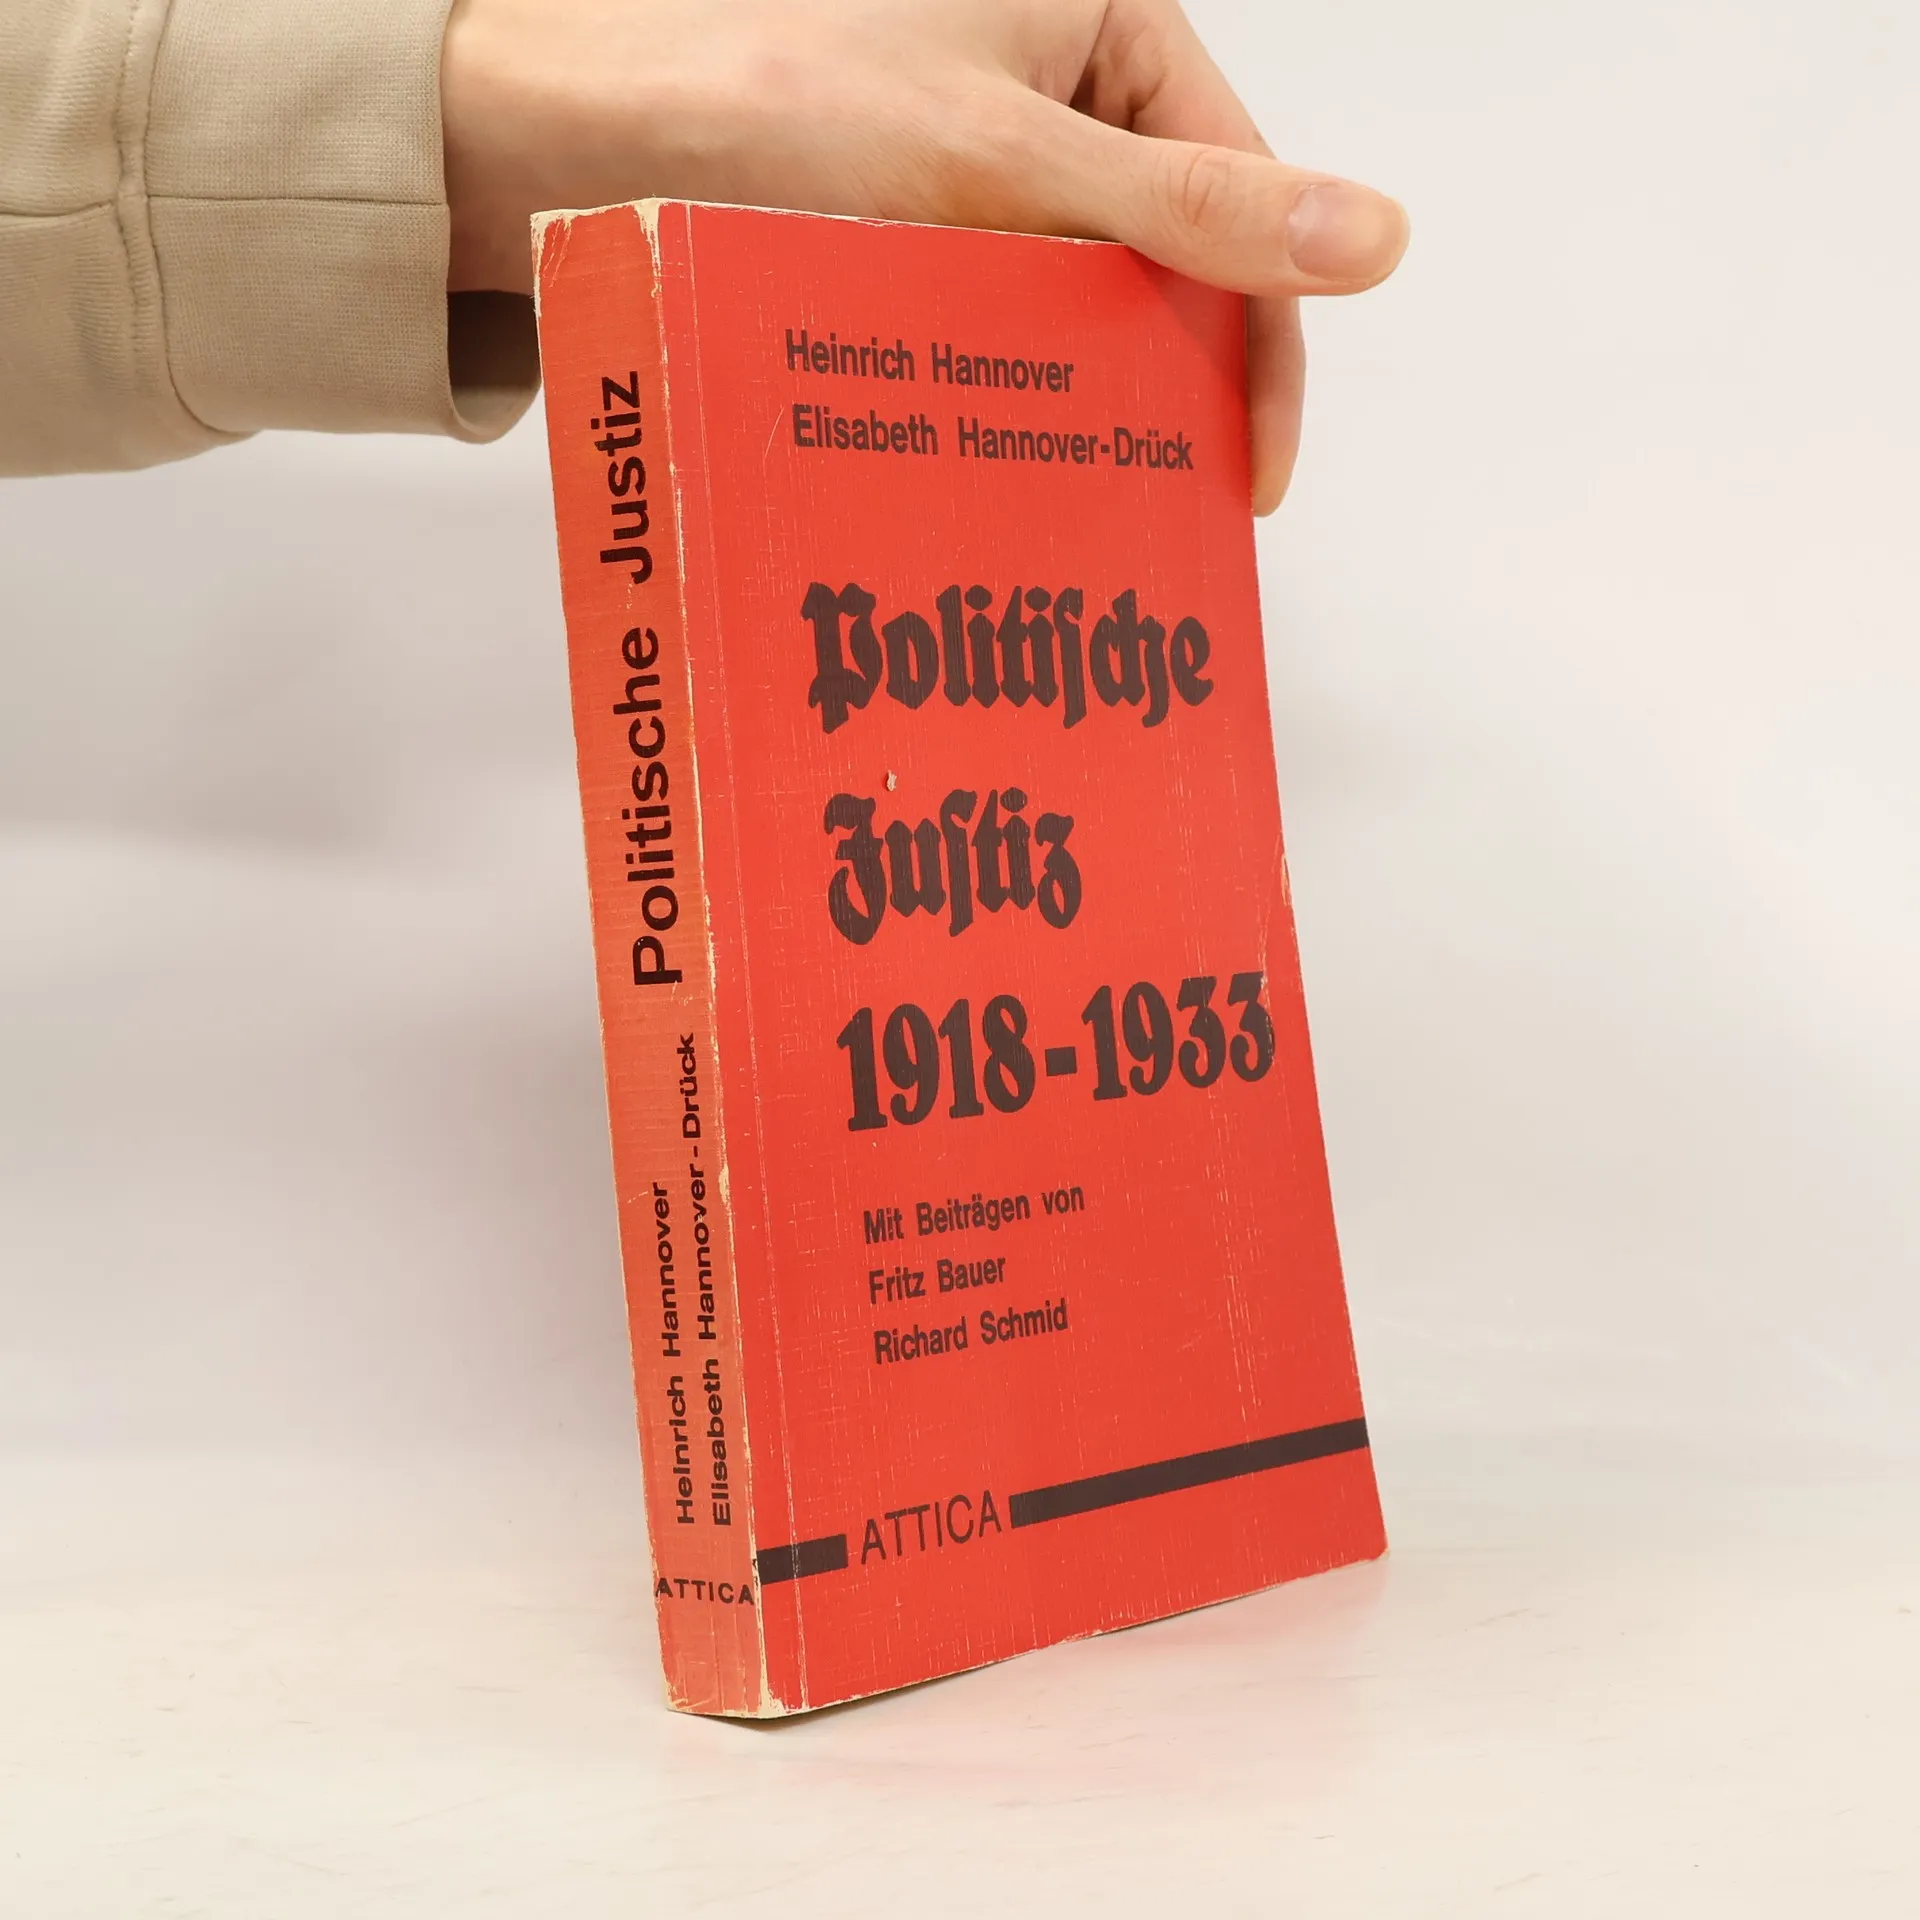 Heinrich Hannover
Elisabeth Hannover-Drück
Politische
Justiz
1918-1933
Mit Beiträgen von
Fritz Bauer
Richard Schmid
ATTICA
Politische Justiz
Heinrich Hannover
Elisabeth Hannover-Drück
ATTICA